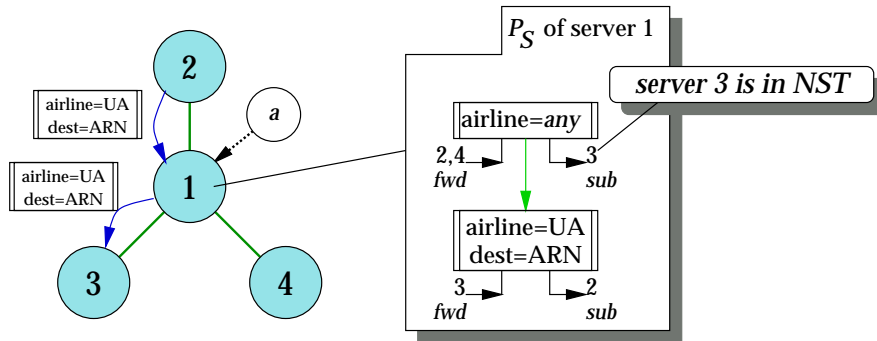 2
airline=UA
dest=ARN
a
airline=UA
dest=ARN
1
3
4
PS of server 1
server 3 is in NST
airline=any
2,4
fwd
3
sub
airline=UA
dest=ARN
3
fwd
2
sub